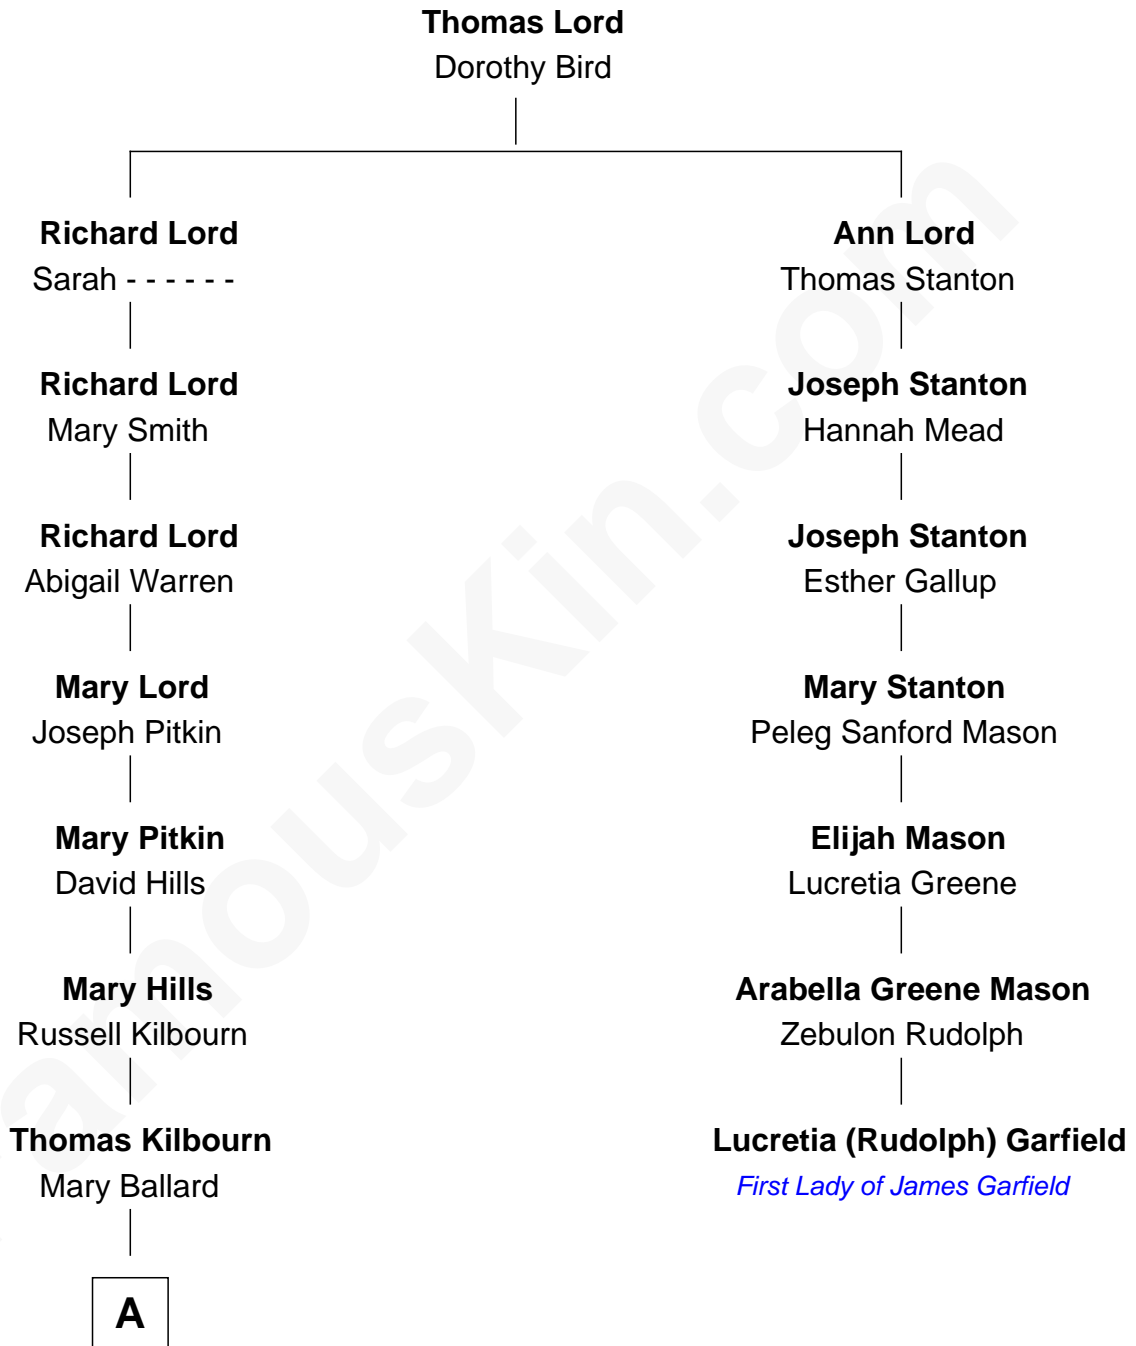 Thomas Lord
Dorothy Bird
Richard Lord
Sarah - - - - - -
Richard Lord
Mary Smith
Richard Lord
Abigail Warren
Mary Lord
Joseph Pitkin
Mary Pitkin
David Hills
Mary Hills
Russell Kilbourn
Thomas Kilbourn
Mary Ballard
A
Ann Lord
Thomas Stanton
Joseph Stanton
Hannah Mead
Joseph Stanton
Esther Gallup
Mary Stanton
Peleg Sanford Mason
Elijah Mason
Lucretia Greene
Arabella Greene Mason
Zebulon Rudolph
Lucretia (Rudolph) Garfield
First Lady of James Garfield
amouskin.com